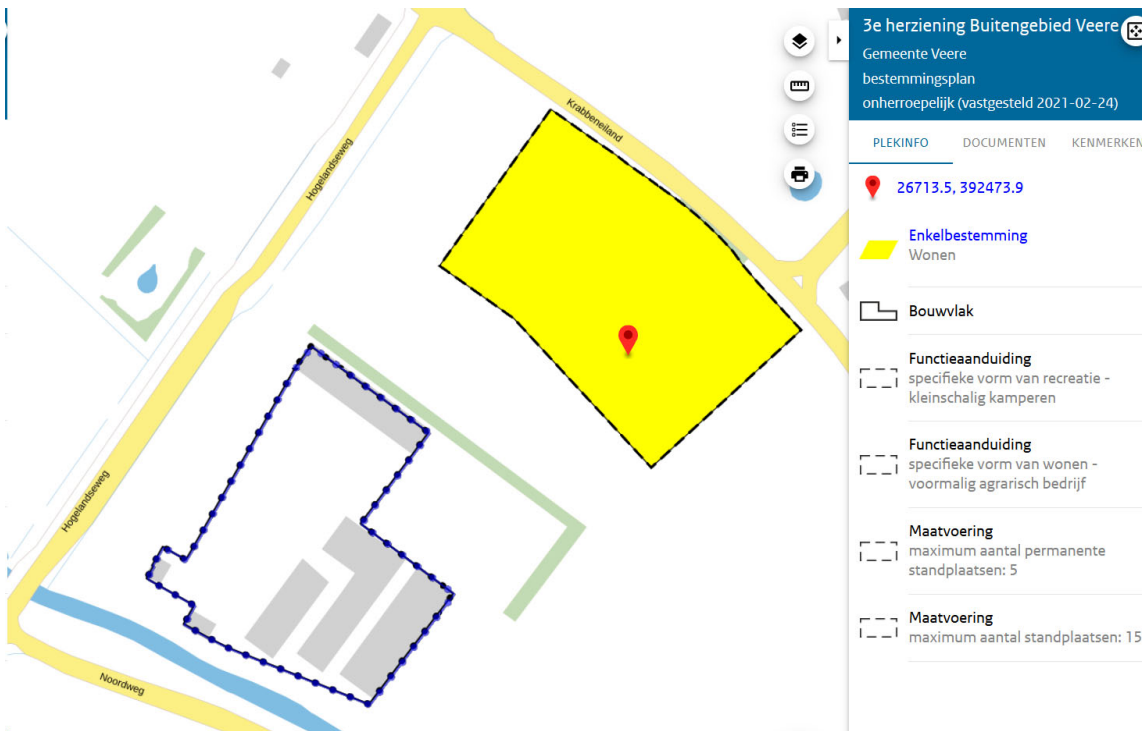 3e herziening Buitengebied Veere
Gemeente Veere
bestemmingsplan
onherroepelijk (vastgesteld 2021-02-24)
PLEKINFO DOCUMENTEN KENMERKEN
26713.5, 392473.9
Enkelbestemming
Wonen
Bouwvlak
Functieaanduiding
specifieke vorm van recreatie -
kleinschalig kamperen
Functieaanduiding
specifieke vorm van wonen -
voormalig agrarisch bedrijf
Maatvoering
maximum aantal permanente
standplaatsen: 5
Maatvoering
maximum aantal standplaatsen: 15
Krabbeneiland
Hogelandseweg
Hogelandseweg
Noordweg